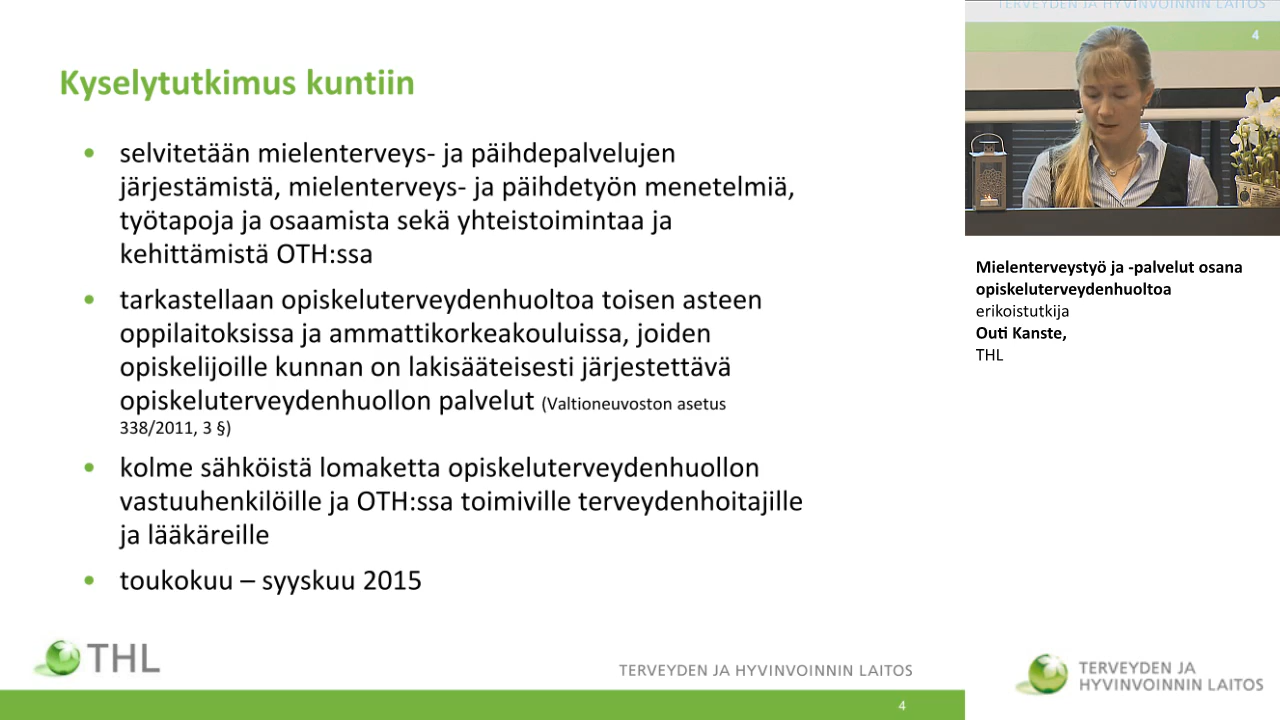 Kyselytutkimus kuntiin
• selvitetään mielenterveys- ja päihdepalvelujen
järjestämistä, mielenterveys- ja päihdetyön menetelmiä,
työtapoja ja osaamista sekä yhteistoimintaa ja
kehittämistä OTH:ssa
• tarkastellaan opiskeluterveydenhuoltoa toisen asteen
oppilaitoksissa ja ammattikorkeakouluissa, joiden
opiskelijoille kunnan on lakisääteisesti järjestettävä
opiskeluterveydenhuollon palvelut (Valtioneuvoston asetus
338/2011, 3 §)
• kolme sähköistä lomaketta opiskeluterveydenhuollon
vastuuhenkilöille ja OTH:ssa toimiville terveydenhoitajille
ja lääkäreille
• toukokuu – syyskuu 2015
THL
TERVEYDEN JA HYVINVOINNIN LAITOS
4
TERVEYDEN JA HYVINVOINNIN LAITOS
4
Mielenterveystyö ja -palvelut osana
opiskeluterveydenhuoltoa
erikoistutkija
Outi Kanste,
THL
TERVEYDEN JA
HYVINVOINNIN LAITOS